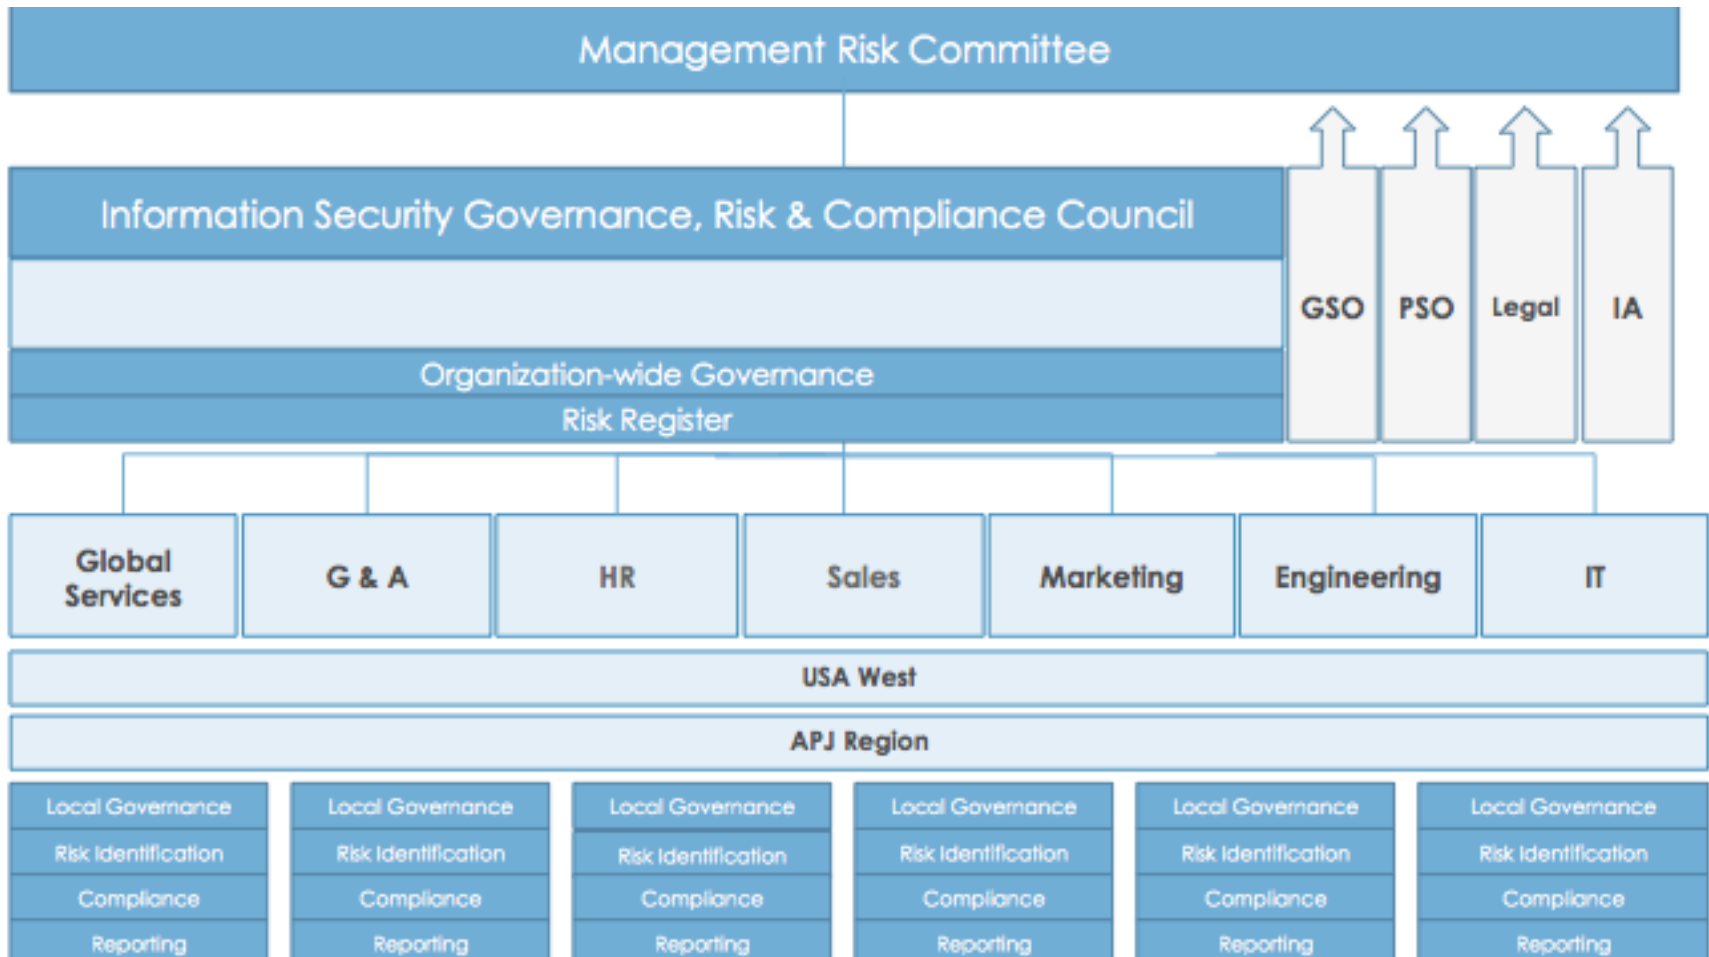 Management Risk Committee
Information Security Governance, Risk & Compliance Council
GSO
PSO
Legal
IA
Organization-wide Governance
Risk Register
Global
Services
G & A
HR
Sales
Marketing
Engineering
IT
USA West
APJ Region
Local Governance
Local Governance
Local Governance
Local Governance
Local Governance
Local Governance
Risk Identification
Risk Identification
Risk Identification
Risk Identification
Risk Identification
Risk Identification
Compliance
Compliance
Compliance
Compliance
Compliance
Compliance
Reporting
Reporting
Reporting
Reporting
Reporting
Reporting